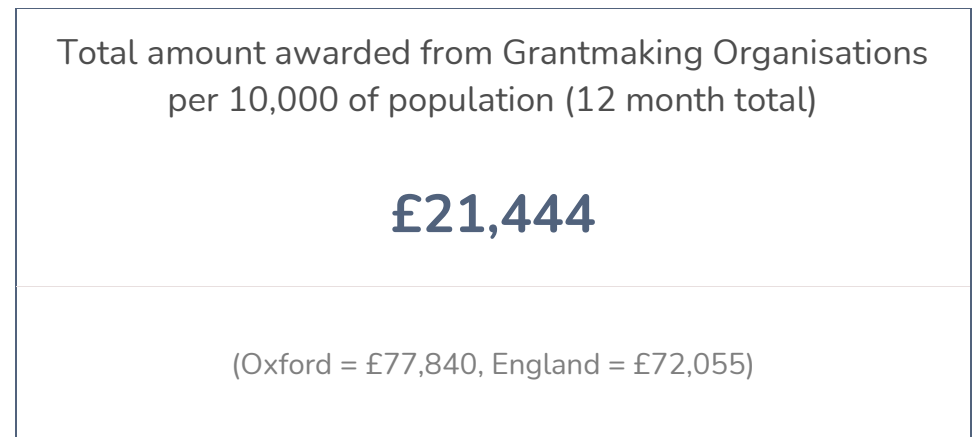 Total amount awarded from Grantmaking Organisations
per 10,000 of population (12 month total)
£21,444
(Oxford = £77,840, England = £72,055)